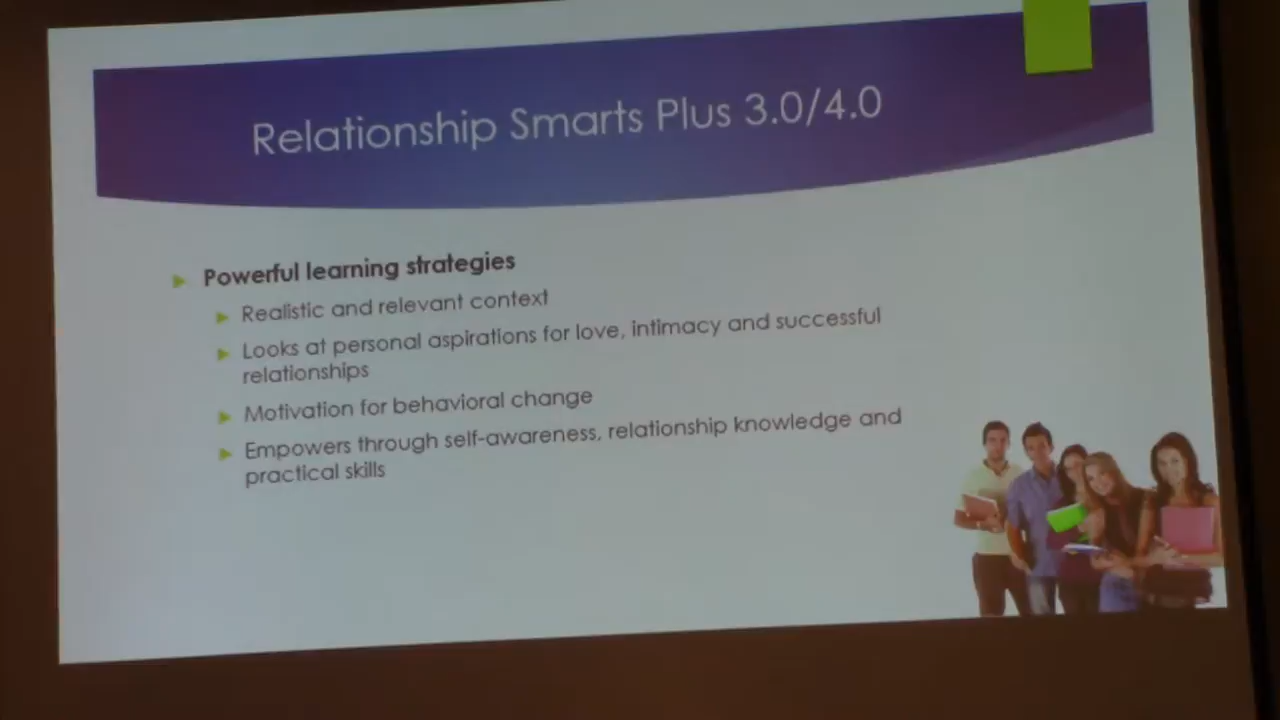 Relationship Smarts Plus 3.0/4.0
Powerful learning strategies
Realistic and relevant context
Looks at personal aspirations for love, intimacy and successful
relationships
Motivation for behavioral change
Empowers through self-awareness, relationship knowledge and
practical skills